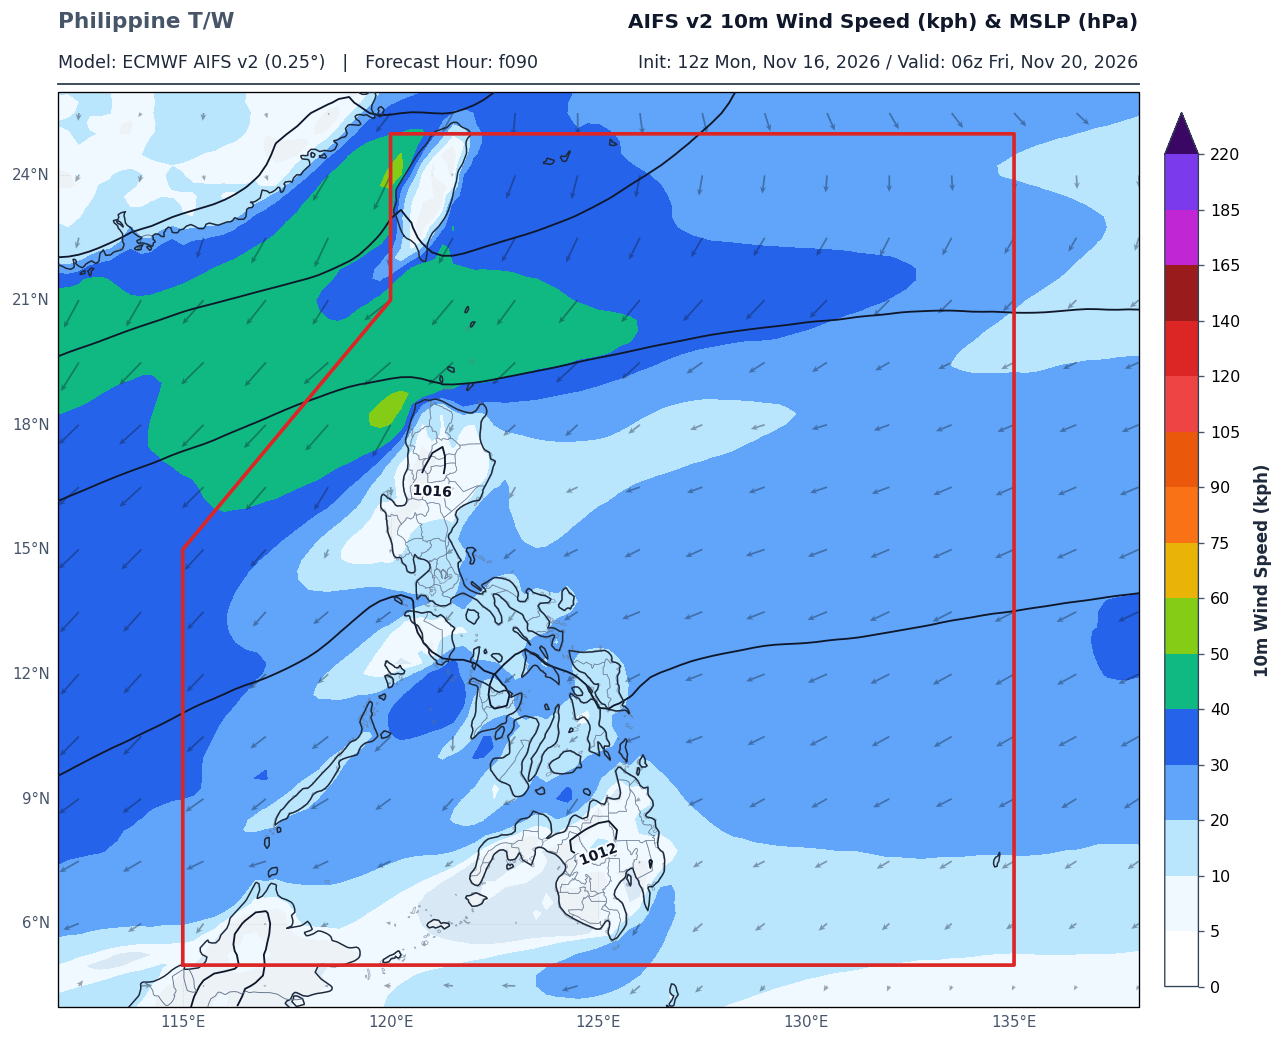 Philippine T/W
AIFS v2 10m Wind Speed (kph) & MSLP (hPa)
Model: ECMWF AIFS v2 (0.25°) | Forecast Hour: f090
Init: 12z Mon, Nov 16, 2026 / Valid: 06z Fri, Nov 20, 2026
24°N
21°N
18°N
15°N
12°N
9°N
6°N
1016
1012
115°E
120°E
125°E
130°E
135°E
220
185
165
140
120
105
90
75
60
50
40
30
20
10
5
0
10m Wind Speed (kph)